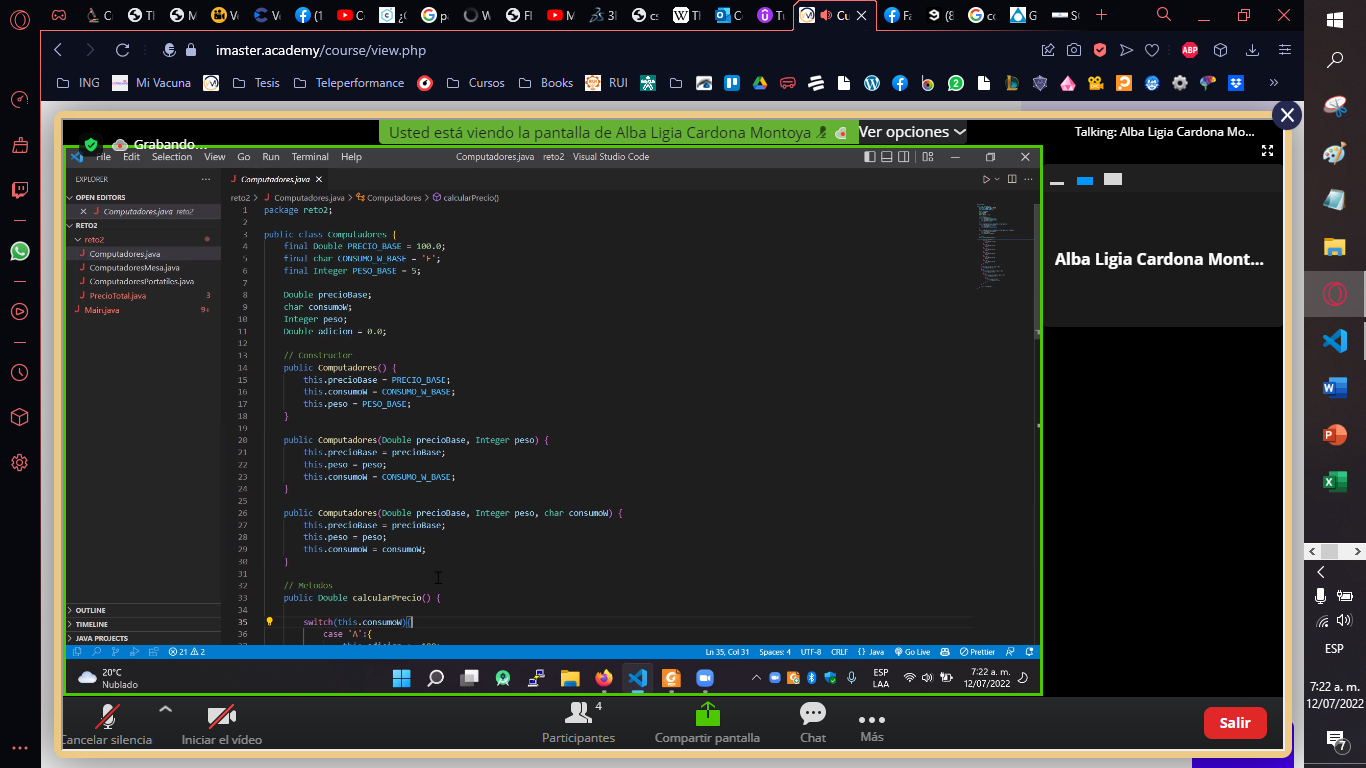 (1
Vo
V
Fl
M
cs
Th
C
Tu
Cu
Fa
(8
cc
G
SC
imaster.academy/course/view.php
ABP
ING
Mi Vacuna
Tesis
Teleperformance
Cursos
Books
RUI
Usted está viendo la pantalla de Alba Ligia Cardona Montoya
Ver opciones
Talking: Alba Ligia Cardona Mo...
Grabando...
File Edit Selection View Go Run Terminal Help
Computadores.java reto2 Visual Studio Code
EXPLORER
Computadores.java
OPEN EDITORS
Computadores.java reto2
RETO2
reto2
Computadores.java
ComputadoresMesa.java
ComputadoresPortatiles.java
PrecioTotal.java 3
Main.java 9+
OUTLINE
TIMELINE
JAVA PROJECTS
reto2 > Computadores.java > Computadores > calcularPrecio()
1 package reto2;
2
3 public class Computadores {
4 final Double PRECIO_BASE = 100.0;
5 final char CONSUMO_W_BASE = 'F';
6 final Integer PESO_BASE = 5;
7
8 Double precioBase;
9 char consumoW;
10 Integer peso;
11 Double adicion = 0.0;
12
13 // Constructor
14 public Computadores() {
15 this.precioBase = PRECIO_BASE;
16 this.consumoW = CONSUMO_W_BASE;
17 this.peso = PESO_BASE;
18 }
19
20 public Computadores(Double precioBase, Integer peso) {
21 this.precioBase = precioBase;
22 this.peso = peso;
23 this.consumoW = CONSUMO_W_BASE;
24 }
25
26 public Computadores(Double precioBase, Integer peso, char consumoW) {
27 this.precioBase = precioBase;
28 this.peso = peso;
29 this.consumoW = consumoW;
30 }
31
32 // Metodos
33 public Double calcularPrecio() {
34
35 switch(this.consumoW){
36 case 'A':{
21 2
Ln 35, Col 31 Spaces: 4 UTF-8 CRLF {} Java Go Live Prettier
20°C
Nublado
ESP
LAA
7:22 a. m.
12/07/2022
Alba Ligia Cardona Mont...
Cancelar silencia
Iniciar el vídeo
4
Participantes
Compartir pantalla
Chat
Más
Salir
ESP
7:22 a. m.
12/07/2022
7